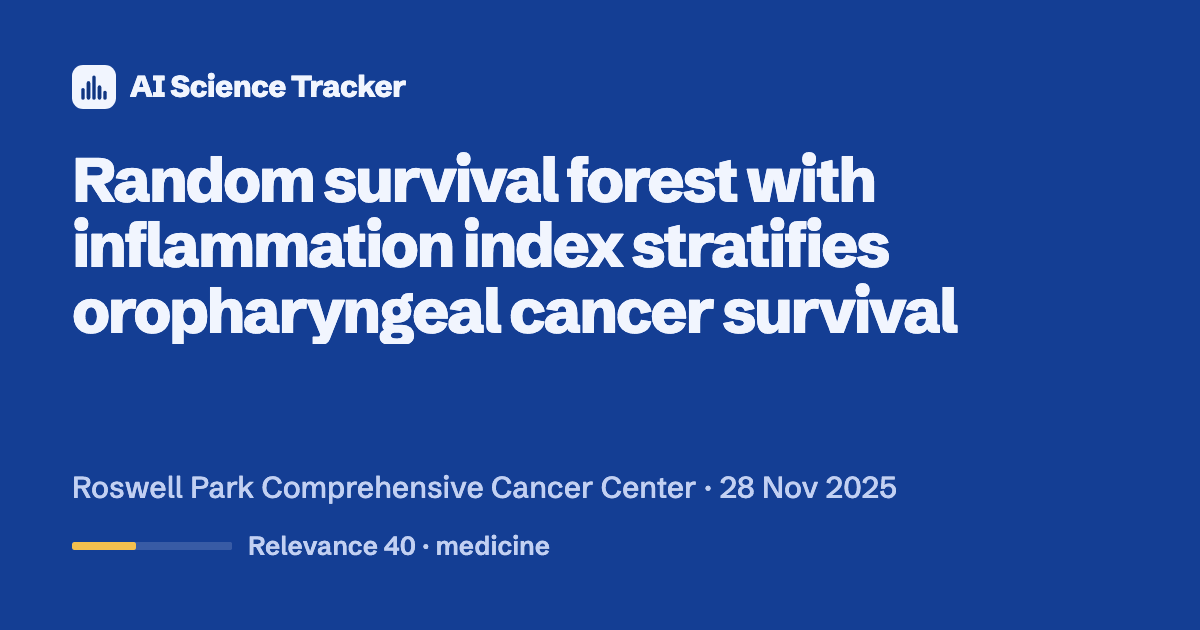 AI Science Tracker
Random survival forest with
inflammation index stratifies
oropharyngeal cancer survival
Roswell Park Comprehensive Cancer Center · 28 Nov 2025
Relevance 40 · medicine